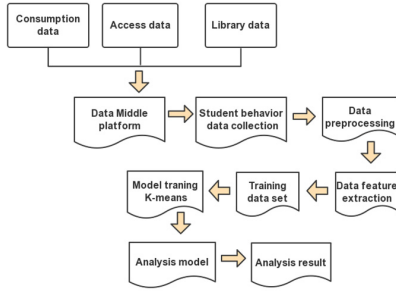 Consumption
data
Access data
Library data
Data Middle
platform
Student behavior
data collection
Data
preprocessing
Model traning
K-means
Training
data set
Data feature
extraction
Analysis model
Analysis result